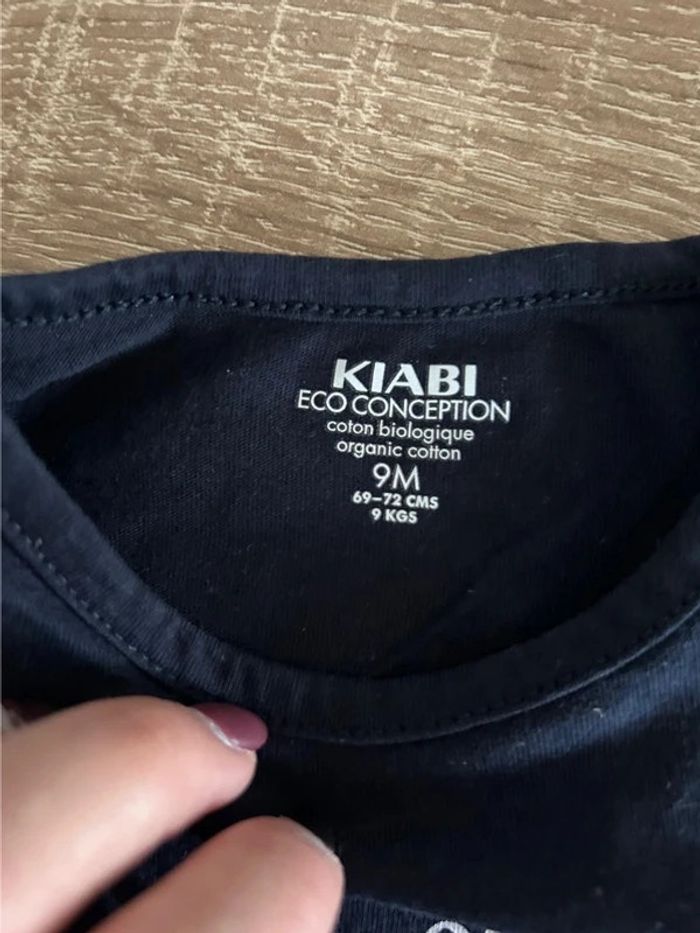 KIABI
ECO CONCEPTION
coton biologique
organic cotton
9M
69–72 CMS
9 KGS